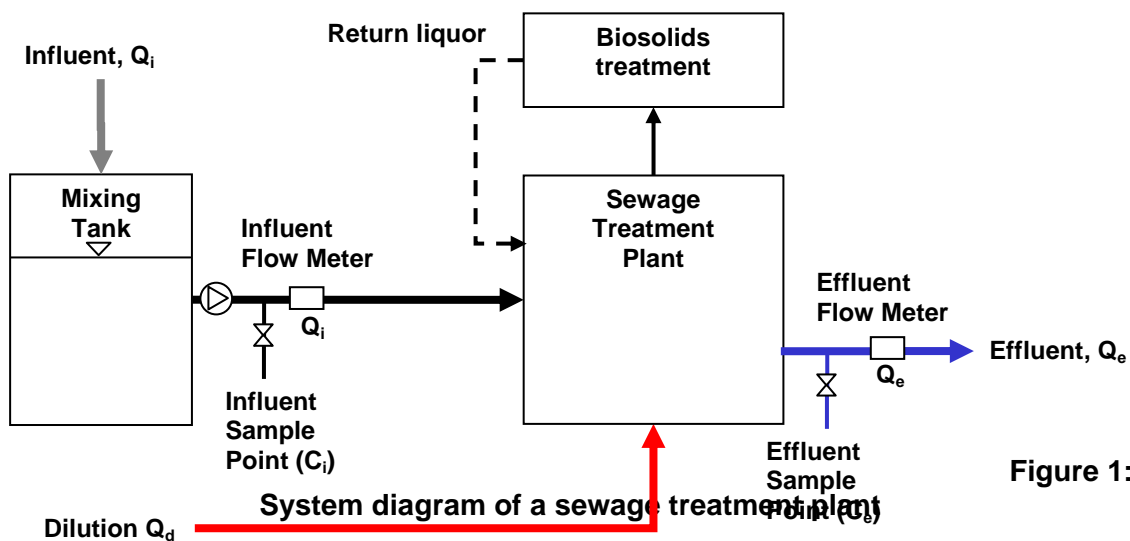 Return liquor
Biosolids
treatment
Influent, Qi
Mixing
Tank
Influent
Flow Meter
Qi
Sewage
Treatment
Plant
Effluent
Flow Meter
Qe
Effluent, Qe
Influent
Sample
Point (Ci)
Effluent
Sample
Point (Ce)
Figure 1:
System diagram of a sewage treatment plant
Dilution Qd